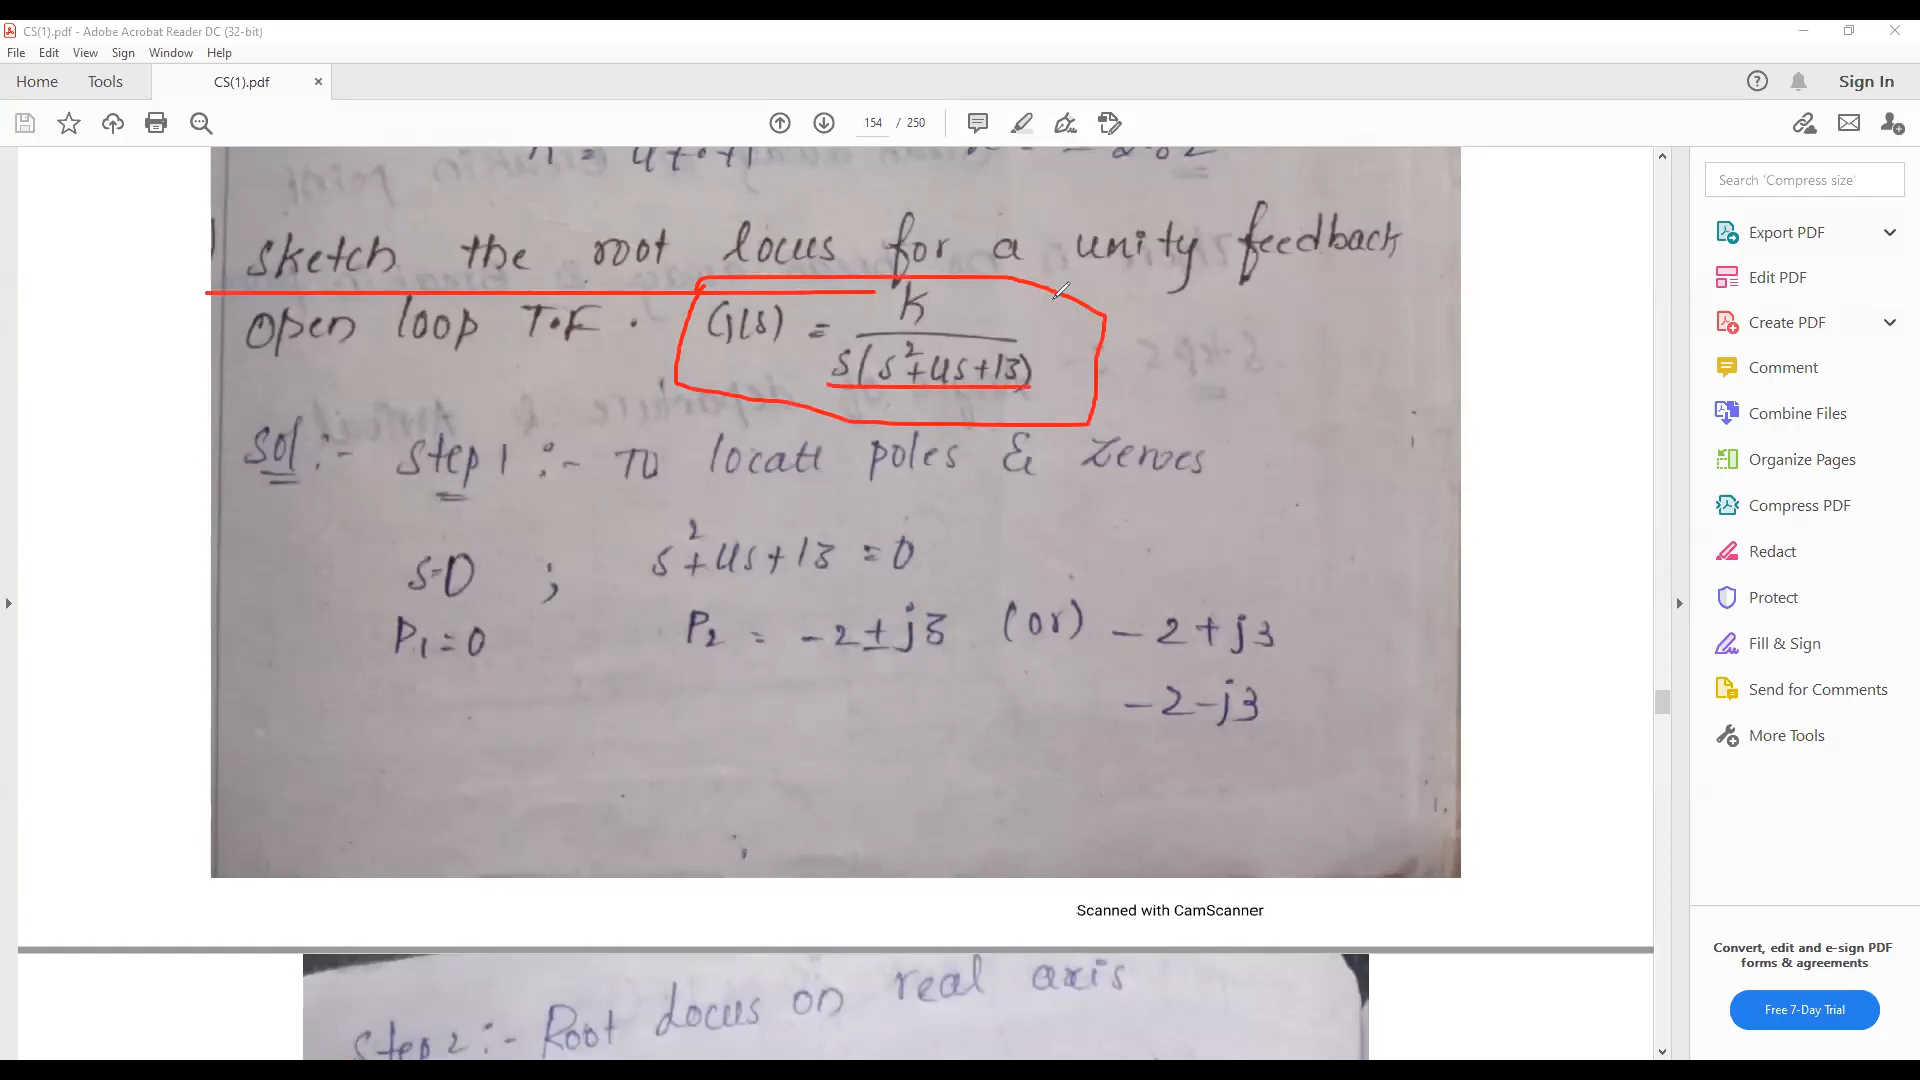 CS(1).pdf - Adobe Acrobat Reader DC (32-bit)
File Edit View Sign Window Help
Home Tools CS(1).pdf × Sign In
154 / 250
Search 'Compress size'
Export PDF
Edit PDF
Create PDF
Comment
Combine Files
Organize Pages
Compress PDF
Redact
Protect
Fill & Sign
Send for Comments
More Tools
Convert, edit and e-sign PDF
forms & agreements
Free 7-Day Trial
sketch the root locus for a unity feedback
open loop T.F. G(s) = K / s(s²+4s+13)
Sol:- Step 1:- To locate poles & zeroes
s=0 ; s²+4s+13 = 0
P₁=0 P₂ = -2±j3 (or) -2+j3
-2-j3
Scanned with CamScanner
Step 2:- Root Locus on real axis